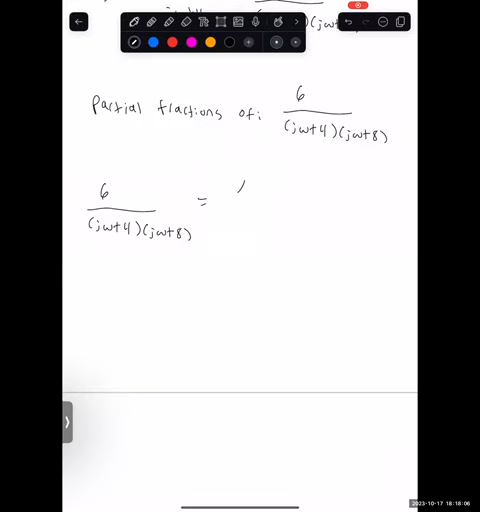 (jω
Partial fractions of: 6 / (jω+4)(jω+8)
6 / (jω+4)(jω+8) =
2023-10-17 18:18:06